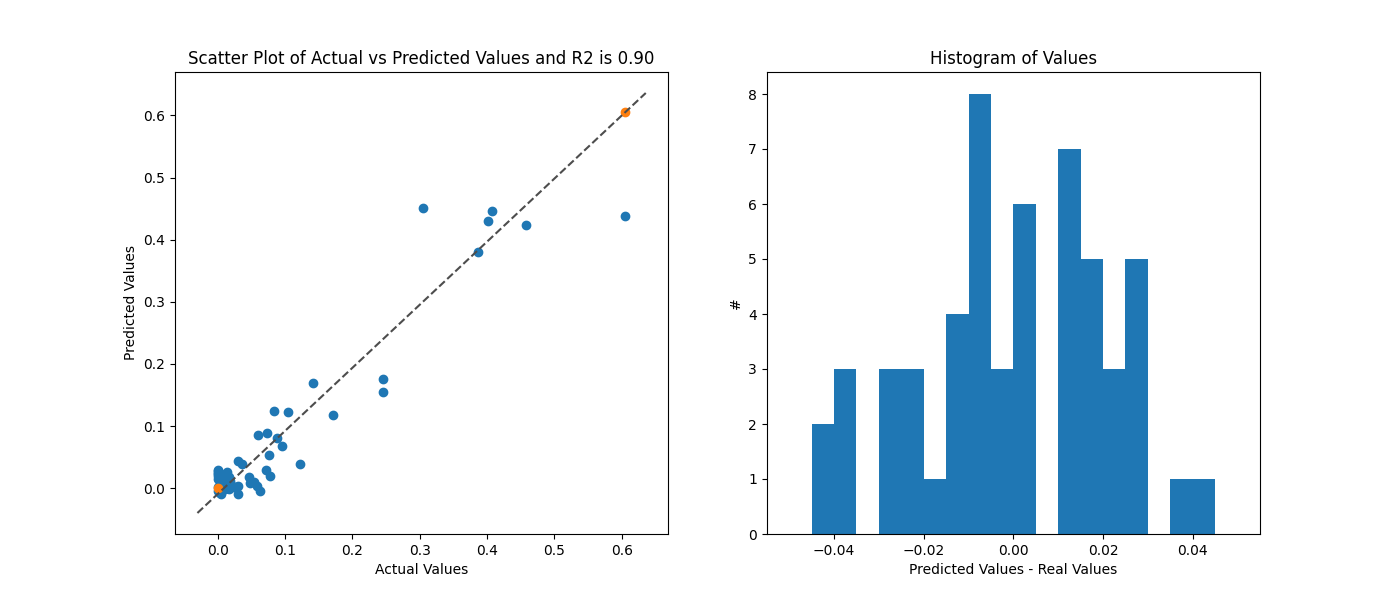 Scatter Plot of Actual vs Predicted Values and R2 is 0.90
0.6
0.5
0.4
0.3
0.2
0.1
0.0
Predicted Values
0.0 0.1 0.2 0.3 0.4 0.5 0.6
Actual Values
Histogram of Values
8
7
6
5
4
3
2
1
0
#
−0.04 −0.02 0.00 0.02 0.04
Predicted Values - Real Values